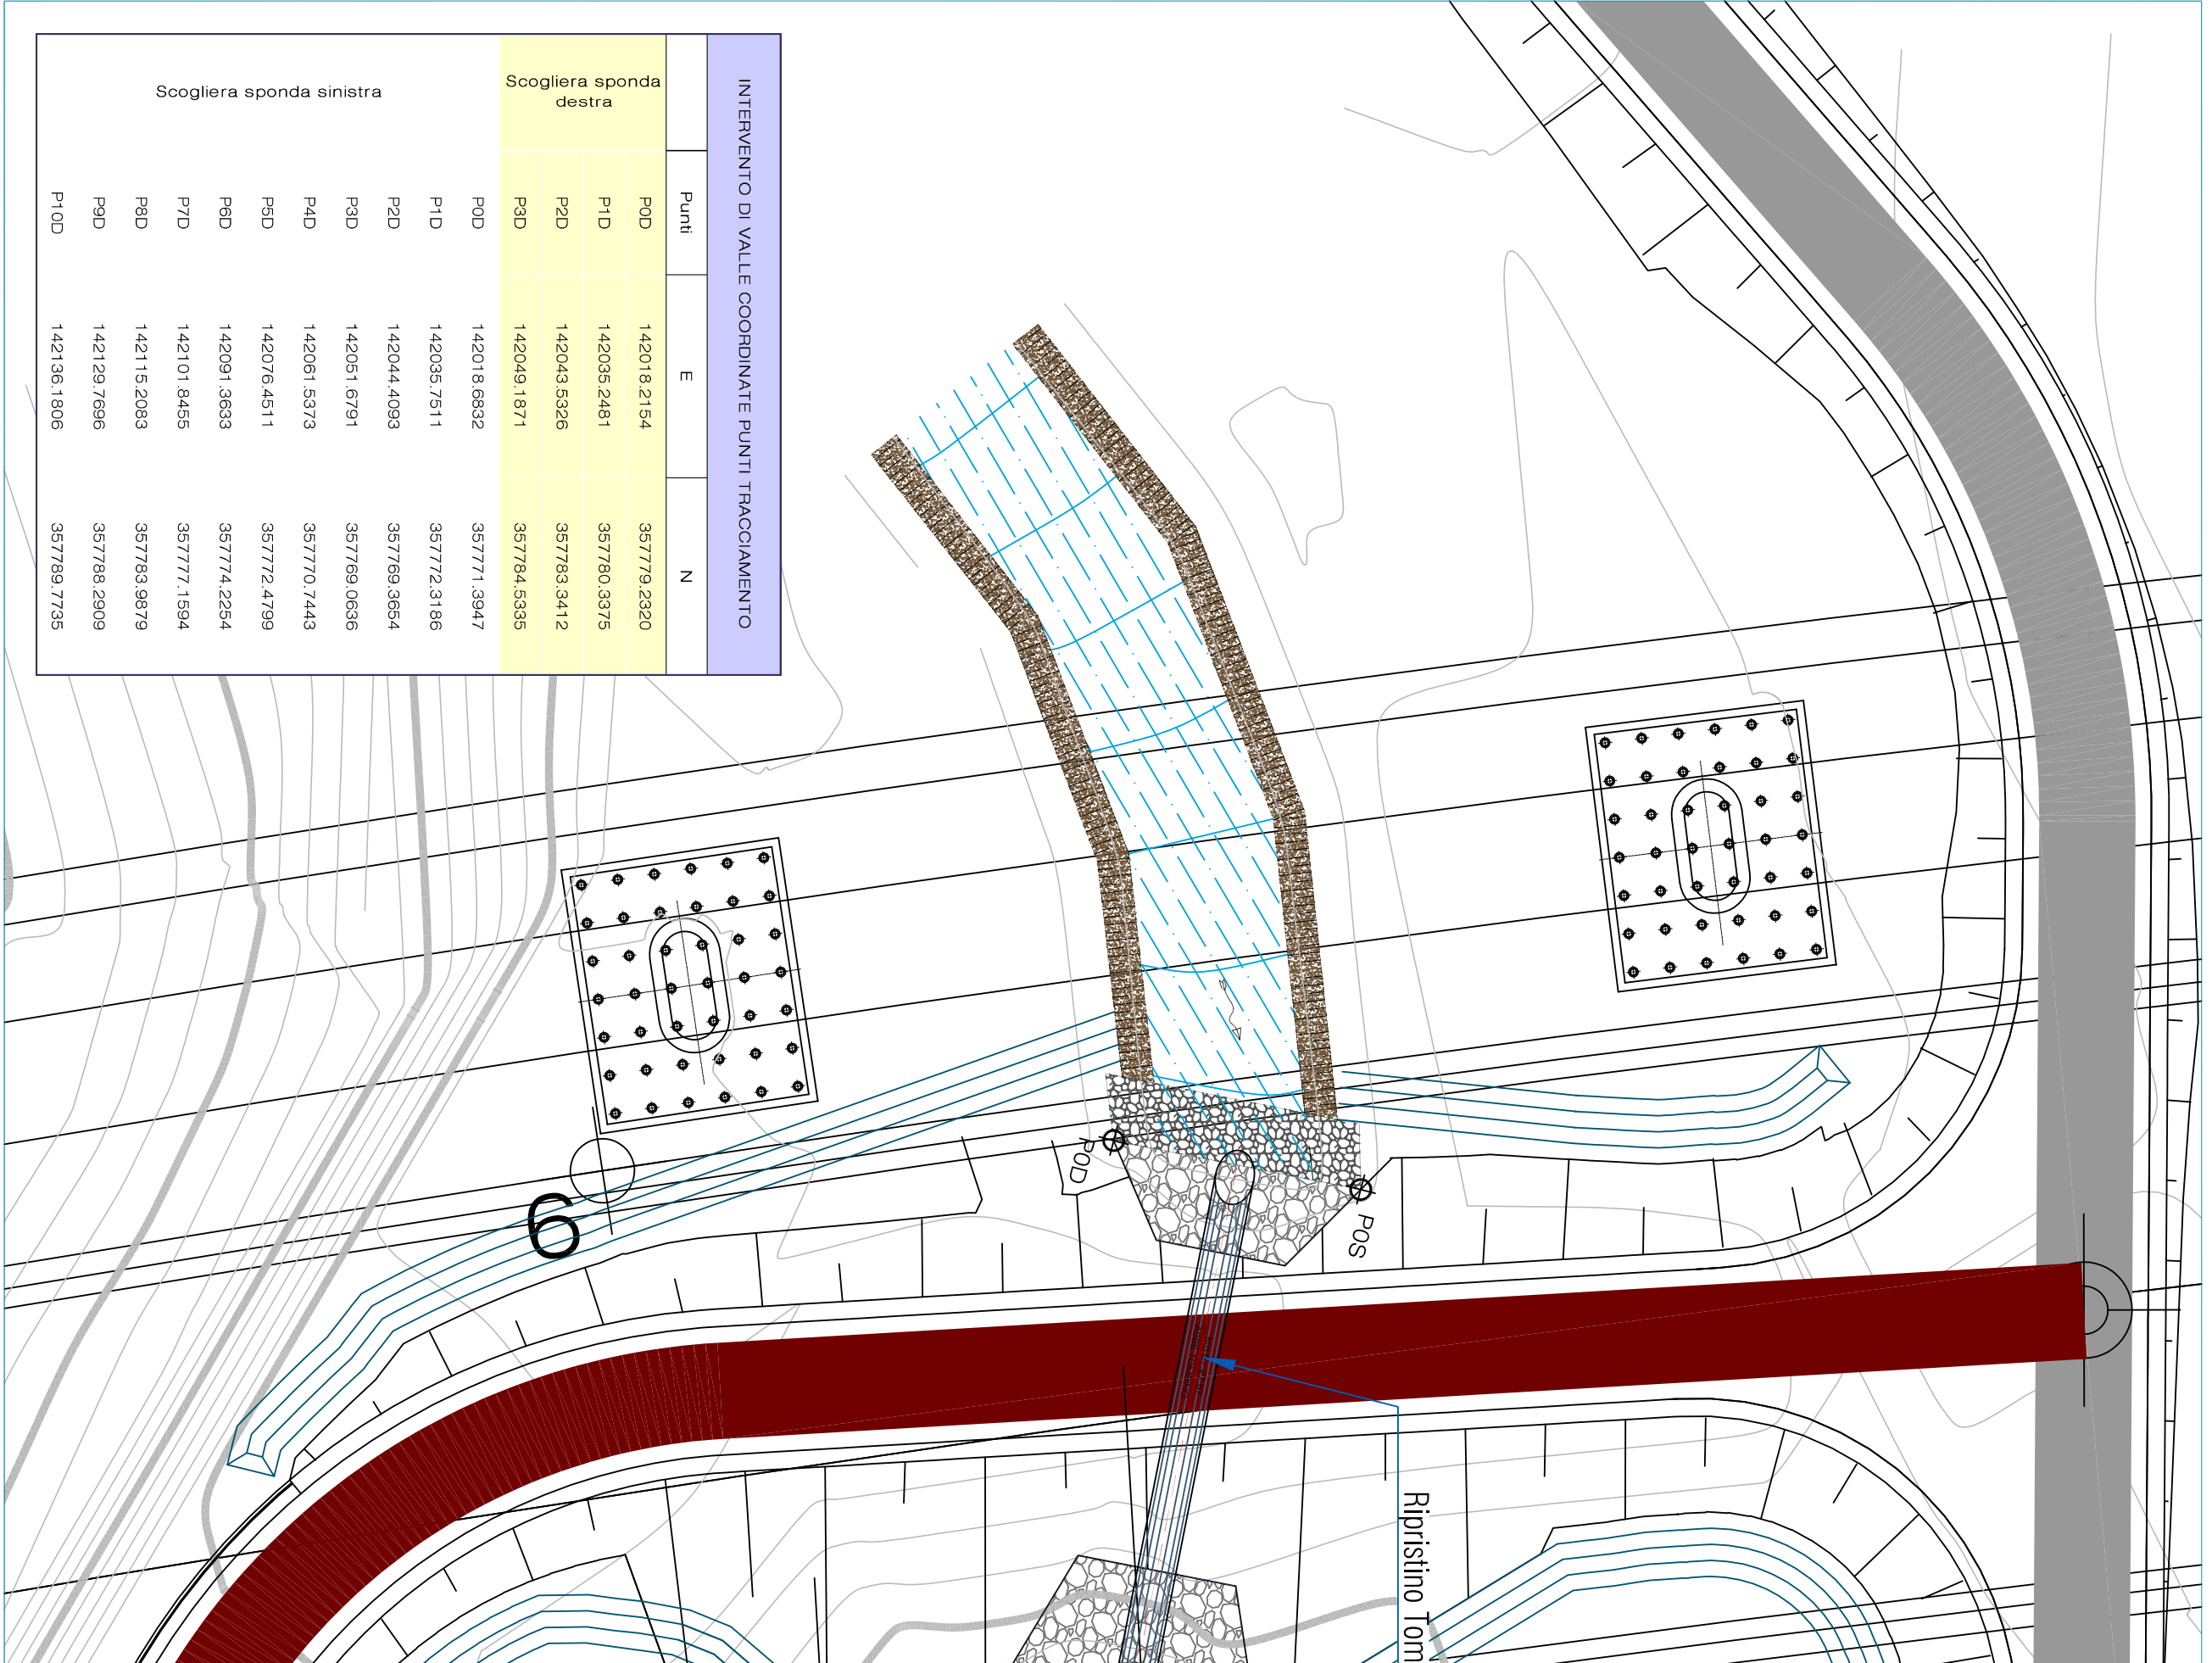 INTERVENTO DI VALLE COORDINATE PUNTI TRACCIAMENTO
Punti E N
Scogliera sponda
destra
P0D 142018.2154 357779.2320
P1D 142035.2481 357780.3375
P2D 142043.5326 357783.3412
P3D 142049.1871 357784.5335
Scogliera sponda sinistra
P0D 142018.6832 357771.3947
P1D 142035.7511 357772.3186
P2D 142044.4093 357769.3654
P3D 142051.6791 357769.0636
P4D 142061.5373 357770.7443
P5D 142076.4511 357772.4799
P6D 142091.3633 357774.2254
P7D 142101.8455 357777.1594
P8D 142115.2083 357783.9879
P9D 142129.7696 357788.2909
P10D 142136.1806 357789.7735
P0D
P0S
6
Ripristino Tom